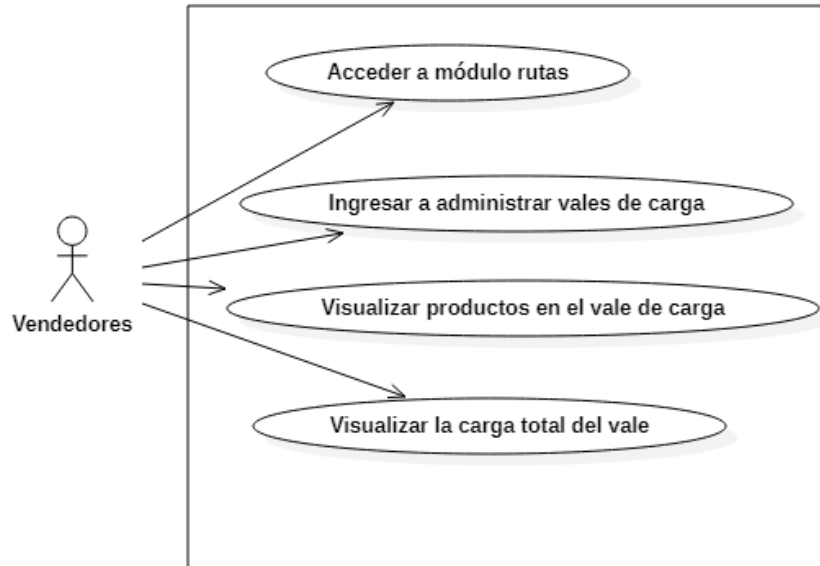 Acceder a módulo rutas
Ingresar a administrar vales de carga
Visualizar productos en el vale de carga
Vendedores
Visualizar la carga total del vale